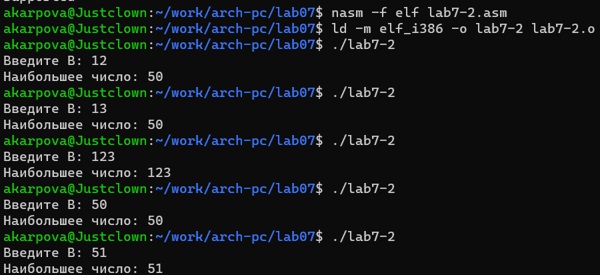 akarpova@Justclown:~/work/arch-pc/lab07$ nasm -f elf lab7-2.asm
akarpova@Justclown:~/work/arch-pc/lab07$ ld -m elf_i386 -o lab7-2 lab7-2.o
akarpova@Justclown:~/work/arch-pc/lab07$ ./lab7-2
Введите B: 12
Наибольшее число: 50
akarpova@Justclown:~/work/arch-pc/lab07$ ./lab7-2
Введите B: 13
Наибольшее число: 50
akarpova@Justclown:~/work/arch-pc/lab07$ ./lab7-2
Введите B: 123
Наибольшее число: 123
akarpova@Justclown:~/work/arch-pc/lab07$ ./lab7-2
Введите B: 50
Наибольшее число: 50
akarpova@Justclown:~/work/arch-pc/lab07$ ./lab7-2
Введите B: 51
Наибольшее число: 51